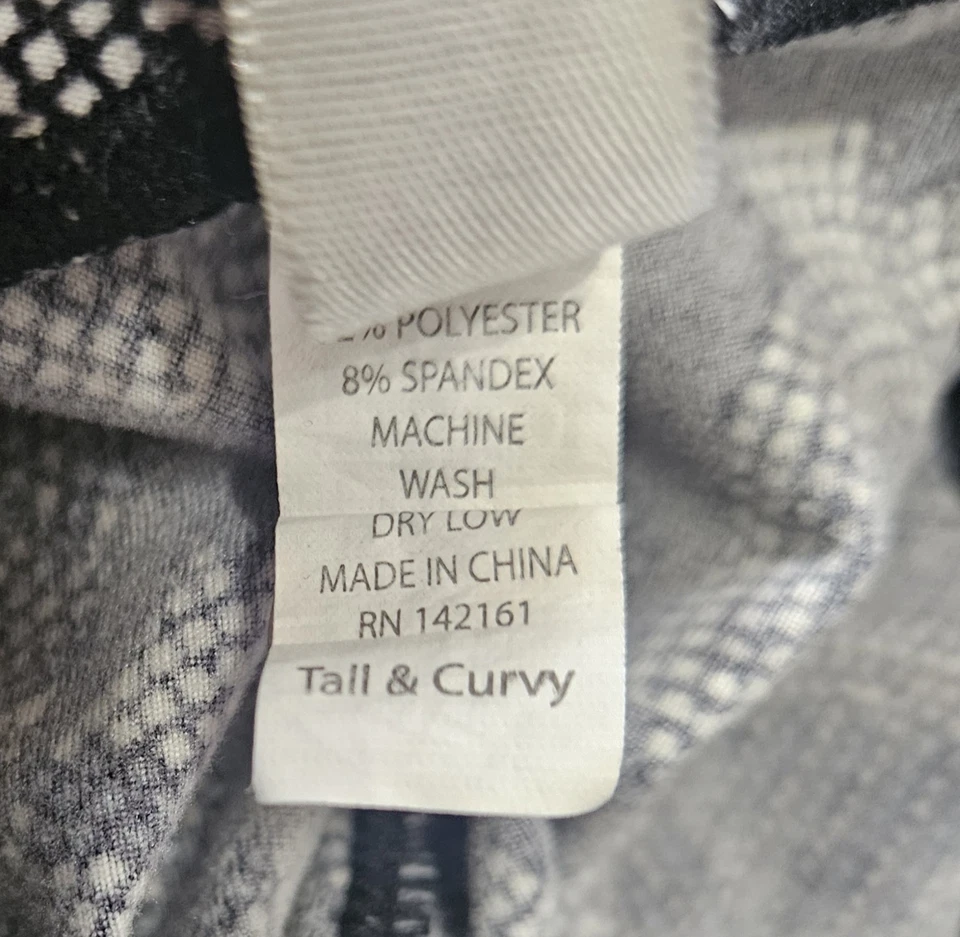 % POLYESTER
8% SPANDEX
MACHINE
WASH
DRY LOW
MADE IN CHINA
RN 142161
Tall & Curvy